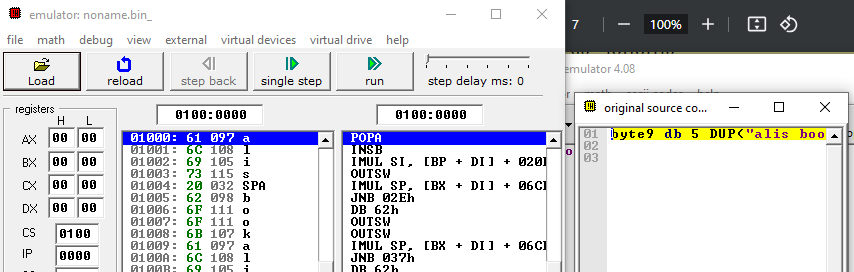 emulator: noname.bin_
file math debug view external virtual devices virtual drive help
Load reload step back single step run step delay ms: 0
registers
H L
0100:0000 0100:0000
AX 00 00
BX 00 00
CX 00 00
DX 00 00
CS 0100
IP 0000
01000: 61 097 a
01001: 6C 108 l
01002: 69 105 i
01003: 73 115 s
01004: 20 032 SPA
01005: 62 098 b
01006: 6F 111 o
01007: 6F 111 o
01008: 6B 107 k
01009: 61 097 a
0100A: 6C 108 l
0100B: 69 105 i
POPA
INSB
IMUL SI, [BP + DI] + 020
OUTSW
IMUL SP, [BX + DI] + 06C
JNB 02Eh
DB 62h
OUTSW
OUTSW
IMUL SP, [BX + DI] + 06C
JNB 037h
DB 62h
7 100%
emulator 4.08
original source co...
01 byte9 db 5 DUP("alis boo
02
03